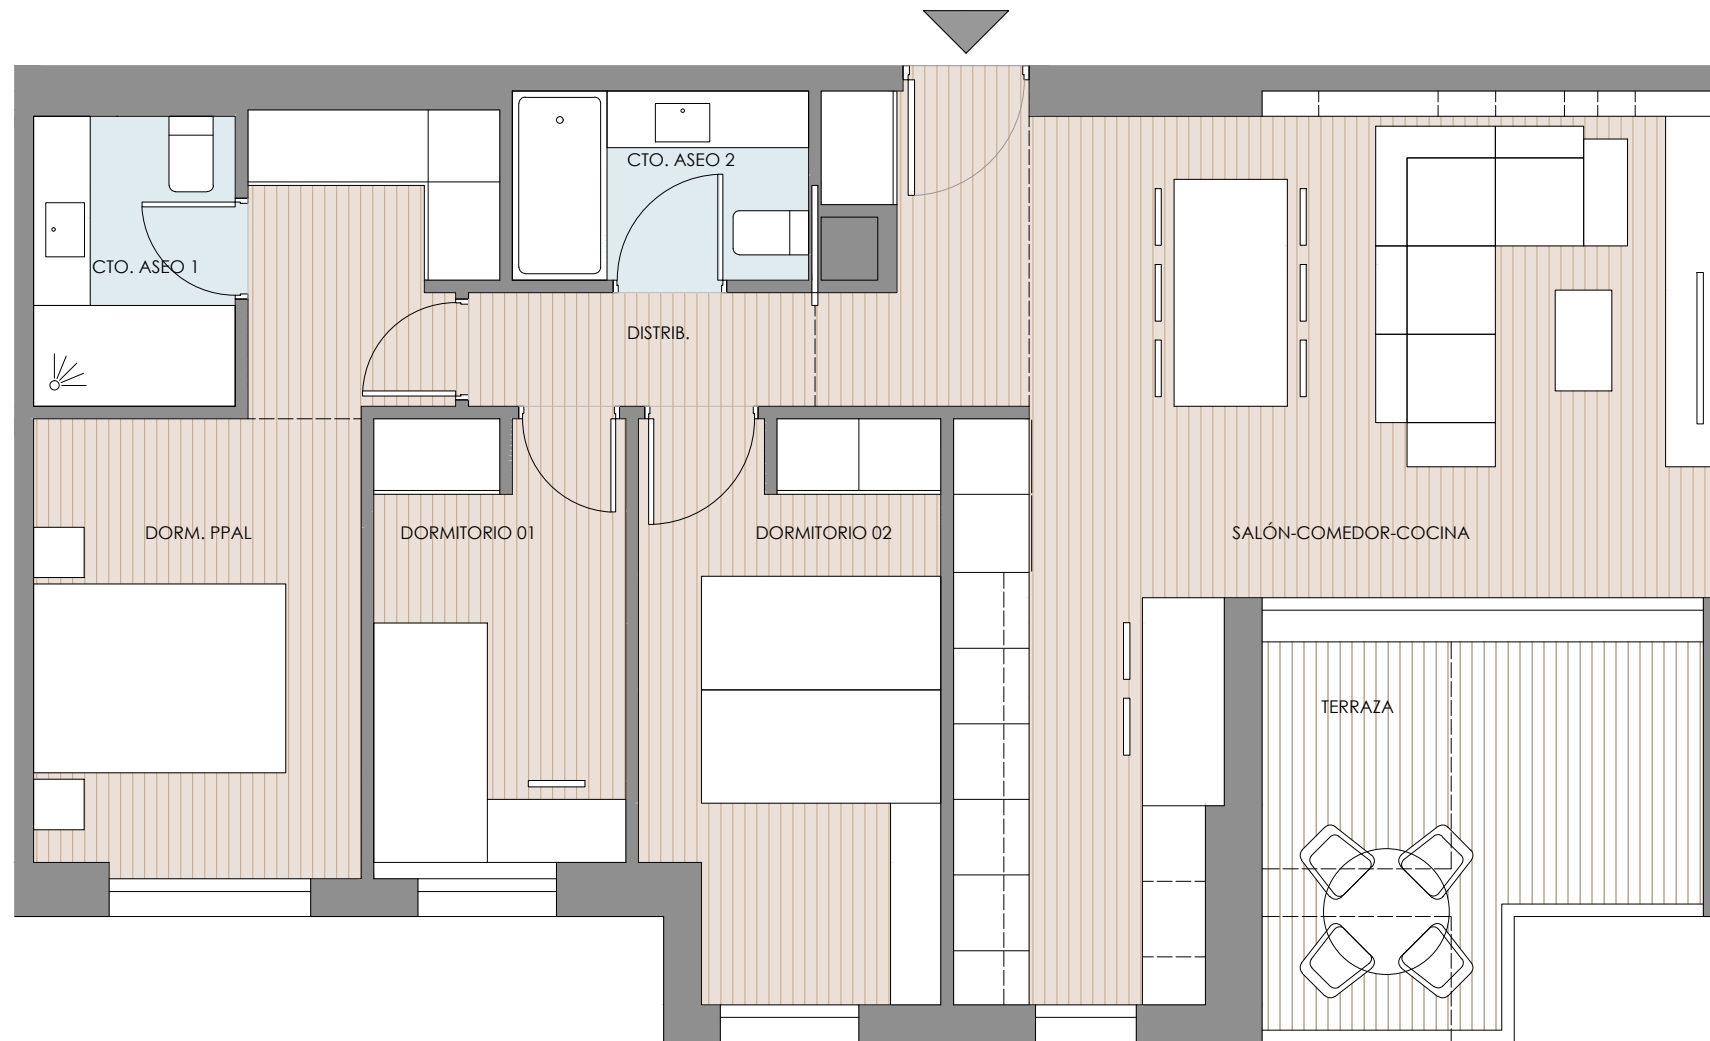 CTO. ASEO 2
CTO. ASEO 1
DISTRIB.
DORM. PPAL
DORMITORIO 01
DORMITORIO 02
SALÓN-COMEDOR-COCINA
TERRAZA